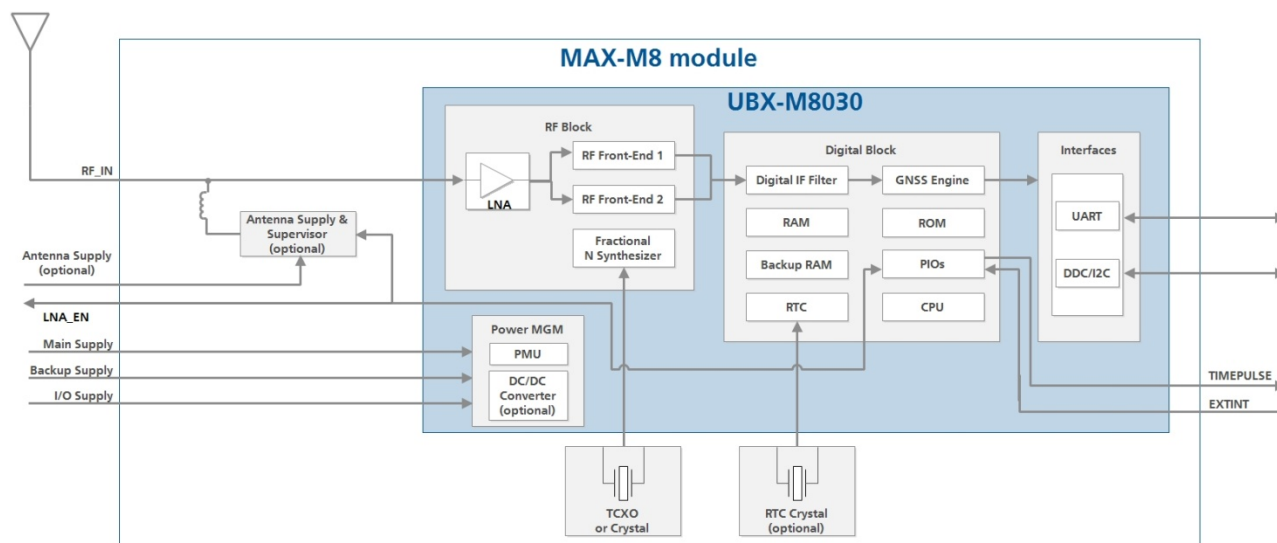 MAX-M8 module
UBX-M8030
RF Block
RF_IN
LNA
RF Front-End 1
RF Front-End 2
Fractional
N Synthesizer
Antenna Supply &
Supervisor
(optional)
Antenna Supply
(optional)
LNA_EN
Main Supply
Backup Supply
I/O Supply
Power MGM
PMU
DC/DC
Converter
(optional)
Digital Block
Digital IF Filter
GNSS Engine
RAM
ROM
Backup RAM
PIOs
RTC
CPU
Interfaces
UART
DDC/I2C
TIMEPULSE
EXTINT
TCXO
or Crystal
RTC Crystal
(optional)